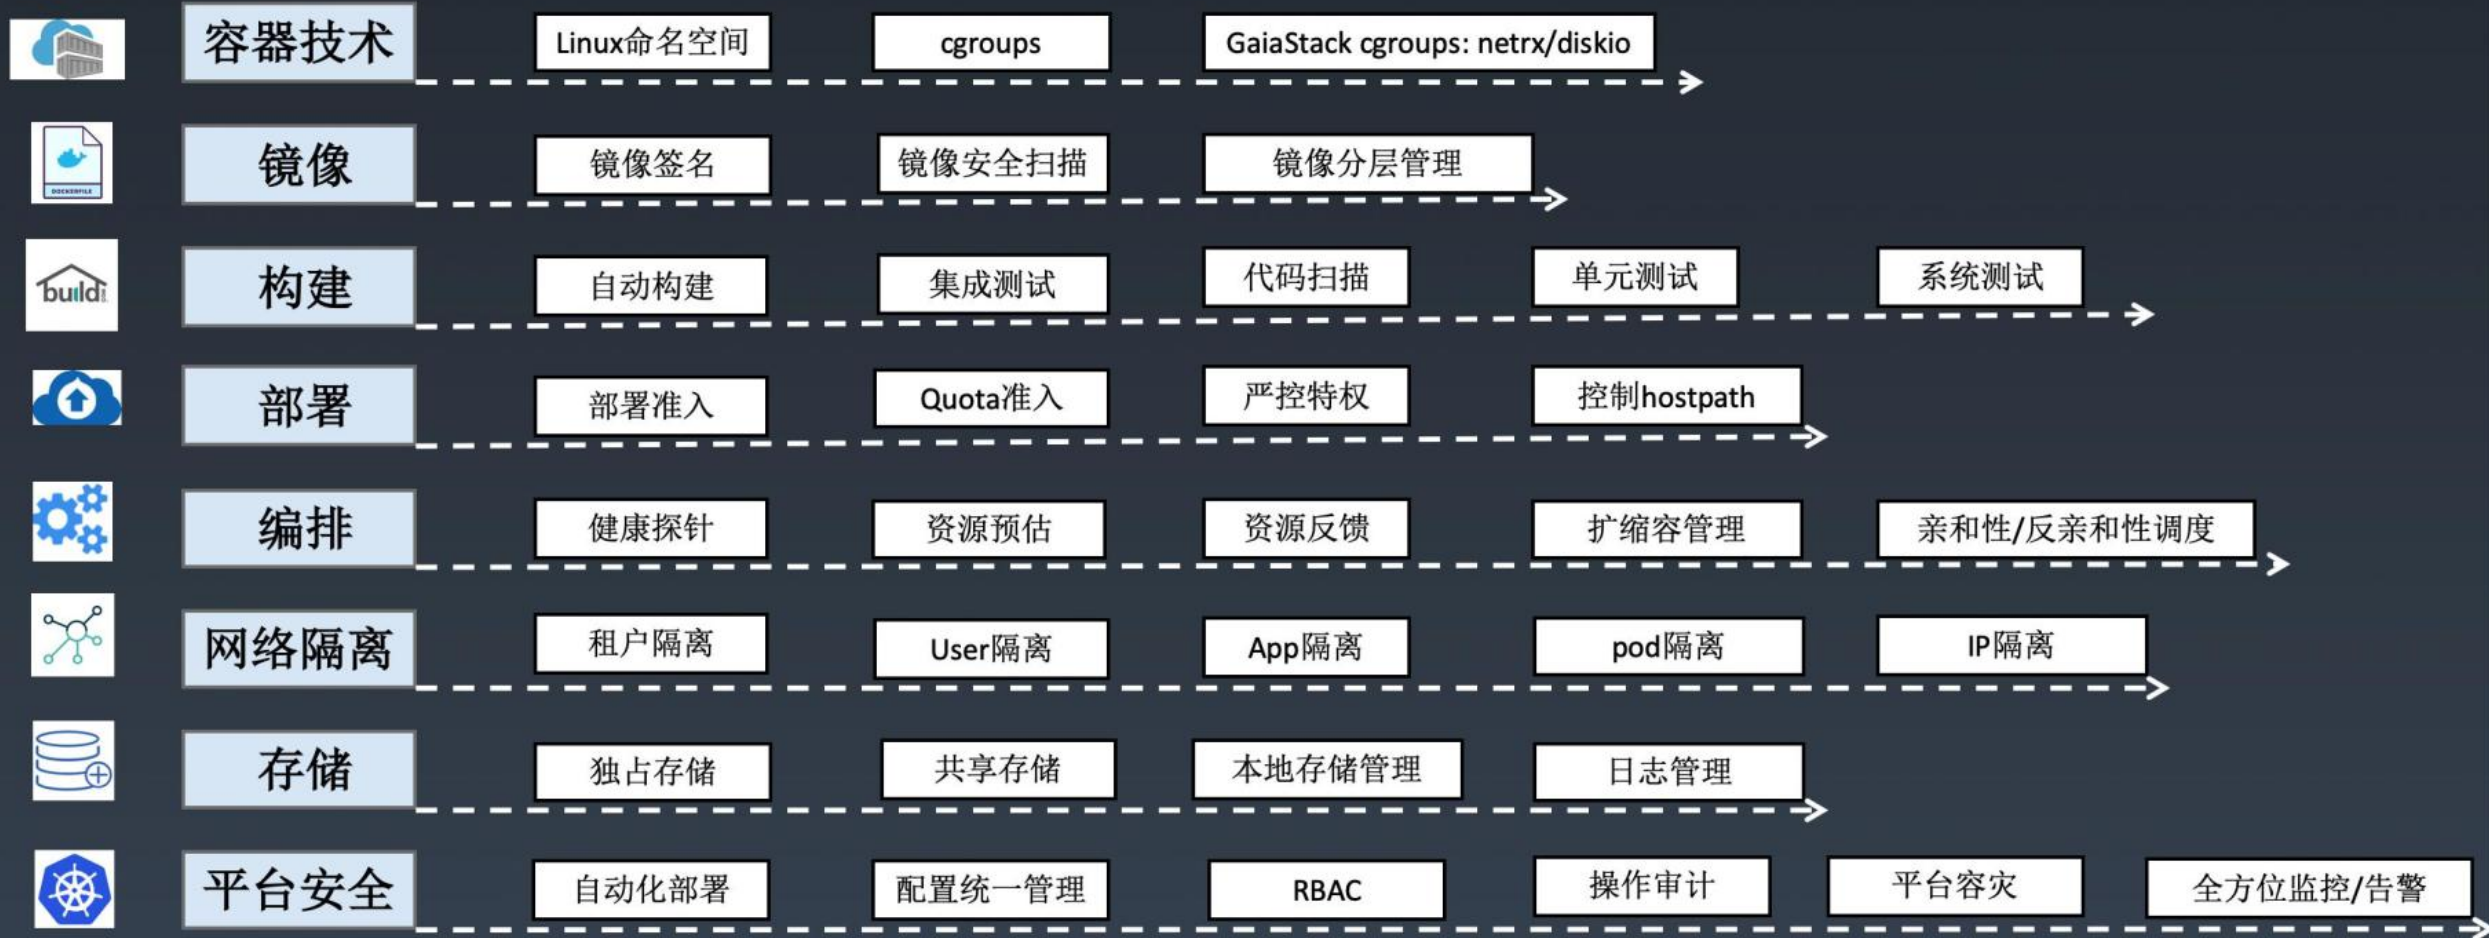 容器技术
Linux命名空间
cgroups
GaiaStack cgroups: netrx/diskio
DOCKERFILE
镜像
镜像签名
镜像安全扫描
镜像分层管理
build
构建
自动构建
集成测试
代码扫描
单元测试
系统测试
部署
部署准入
Quota准入
严控特权
控制hostpath
编排
健康探针
资源预估
资源反馈
扩缩容管理
亲和性/反亲和性调度
网络隔离
租户隔离
User隔离
App隔离
pod隔离
IP隔离
存储
独占存储
共享存储
本地存储管理
日志管理
平台安全
自动化部署
配置统一管理
RBAC
操作审计
平台容灾
全方位监控/告警